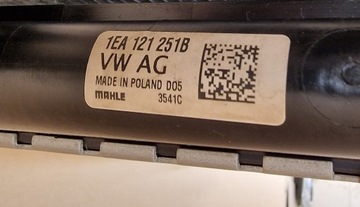 1EA 121 251B
VW AG
MADE IN POLAND D05
MAHLE 3541C